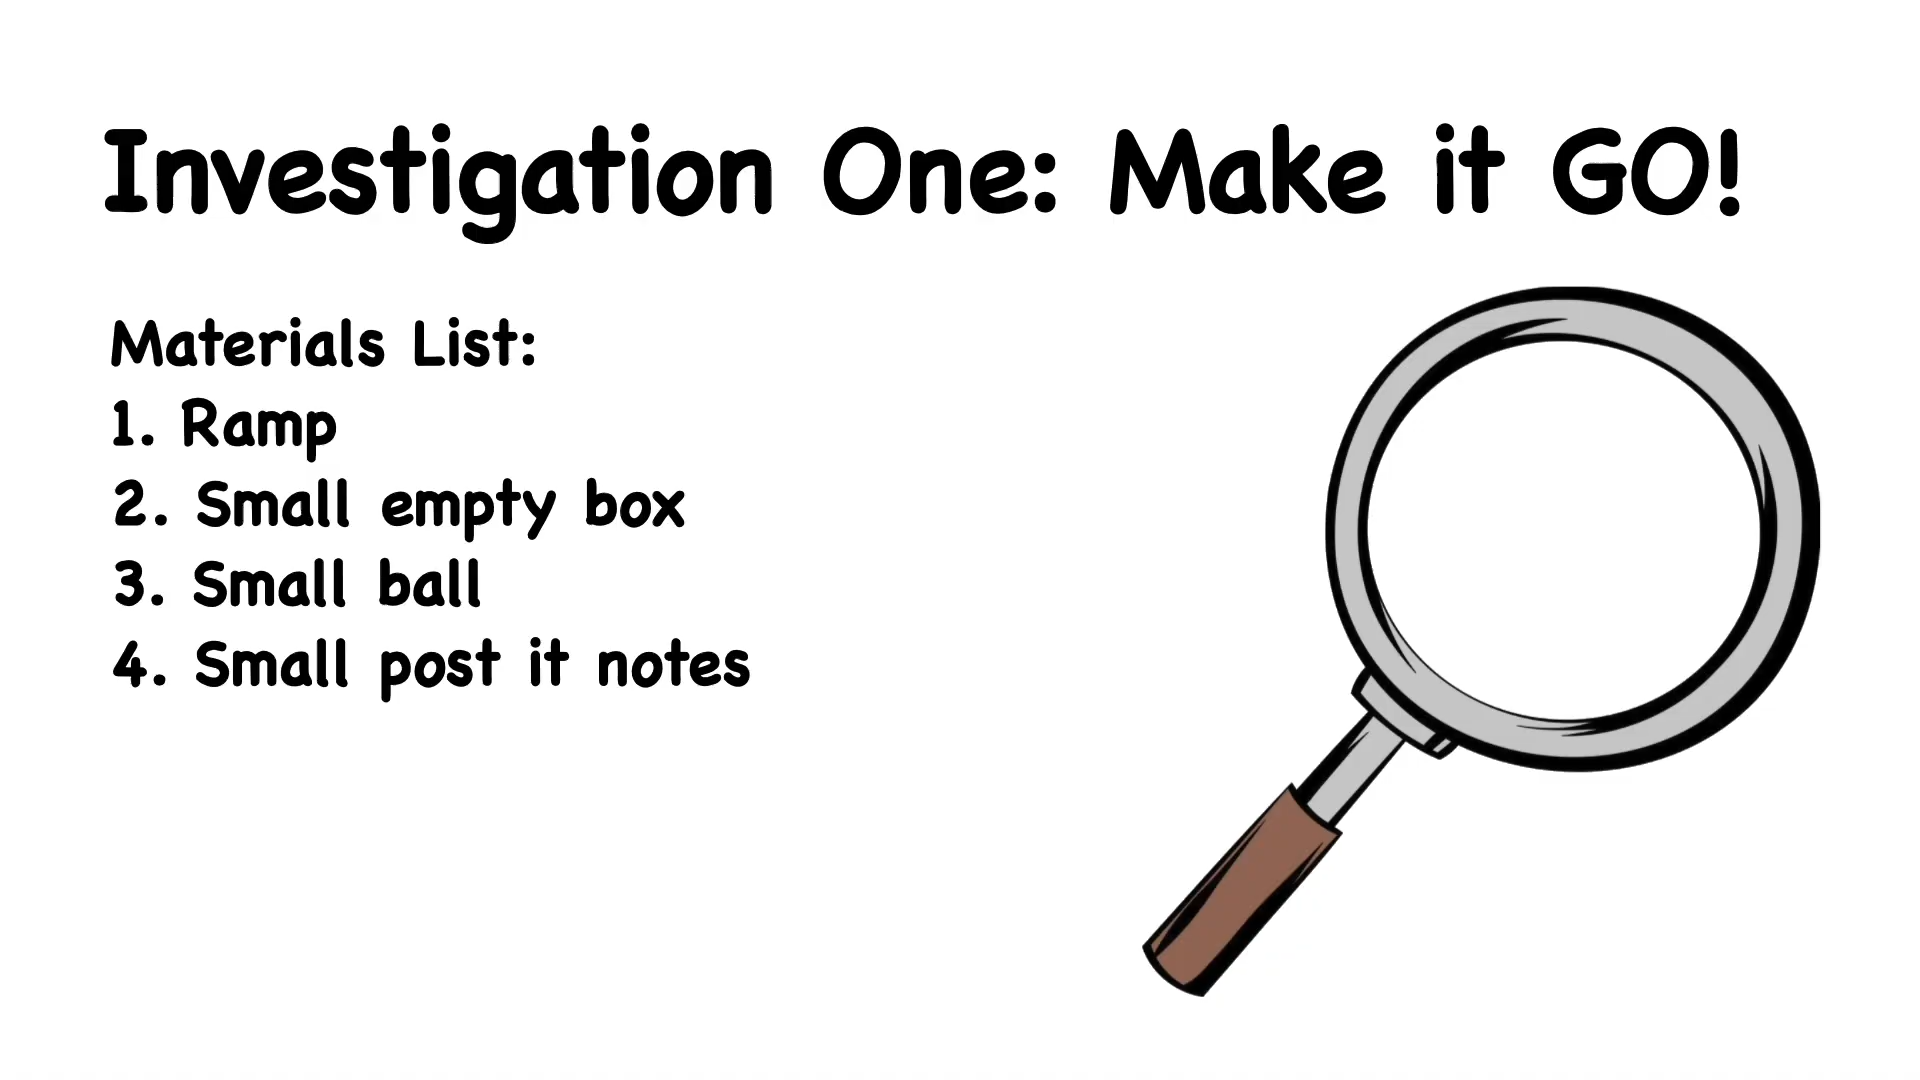 Investigation One: Make it GO!
Materials List:
1. Ramp
2. Small empty box
3. Small ball
4. Small post it notes